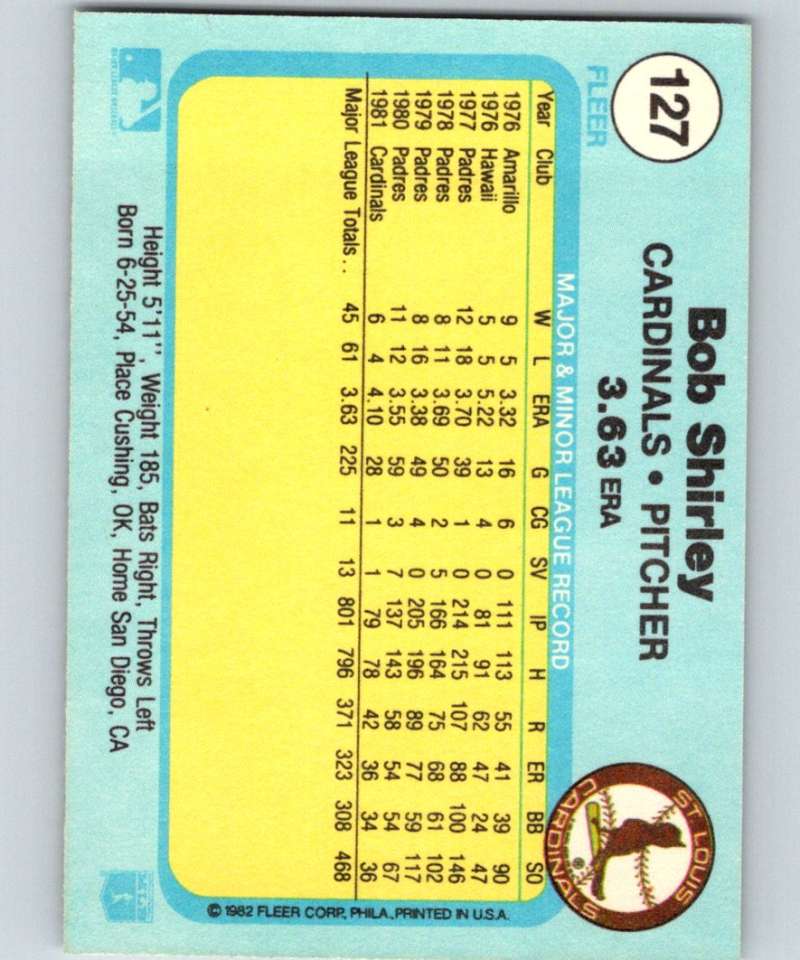 127
FLEER
Bob Shirley
CARDINALS • PITCHER
3.63 ERA
ST. LOUIS
CARDINALS
®
MAJOR & MINOR LEAGUE RECORD
Year Club W L ERA G CG SV IP H R ER BB SO
1976 Amarillo 9 5 3.32 16 6 0 111 113 55 41 39 90
1976 Hawaii 5 5 5.22 13 4 0 81 91 62 47 24 47
1977 Padres 12 18 3.70 39 1 0 214 215 107 88 100 146
1978 Padres 8 11 3.69 50 2 5 166 164 75 68 61 102
1979 Padres 8 16 3.38 49 4 0 205 196 89 77 59 117
1980 Padres 11 12 3.55 59 3 7 137 143 58 54 54 67
1981 Cardinals 6 4 4.10 28 1 1 79 78 42 36 34 36
Major League Totals . . 45 61 3.63 225 11 13 801 796 371 323 308 468
© 1982 FLEER CORP., PHILA., PRINTED IN U.S.A.
Height 5'11", Weight 185, Bats Right, Throws Left
Born 6-25-54, Place Cushing, OK, Home San Diego, CA